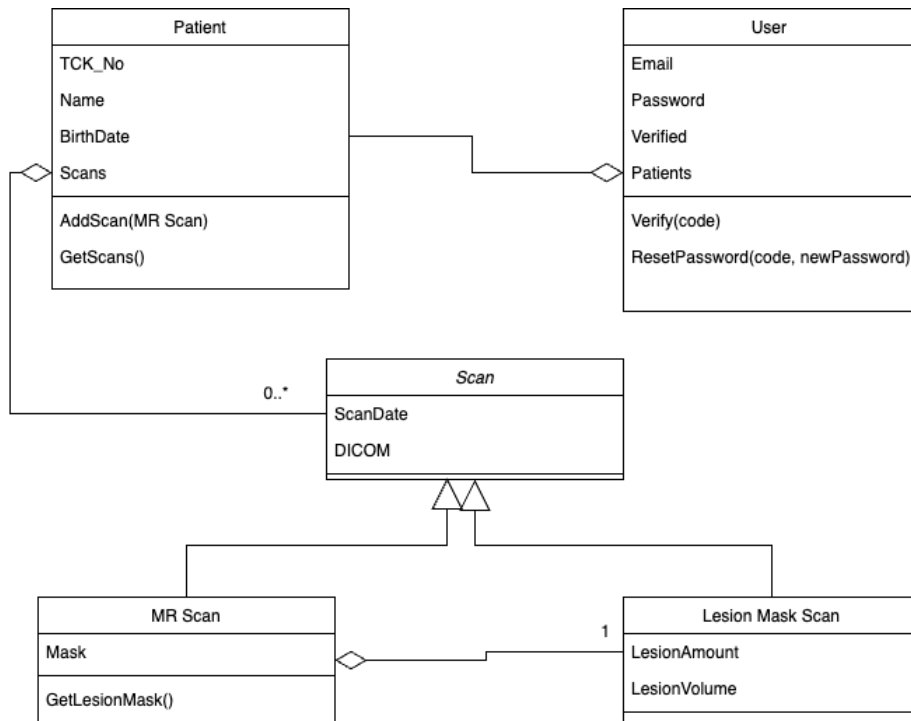 Patient
TCK_No
Name
BirthDate
Scans
AddScan(MR Scan)
GetScans()
User
Email
Password
Verified
Patients
Verify(code)
ResetPassword(code, newPassword)
0..*
Scan
ScanDate
DICOM
MR Scan
Mask
GetLesionMask()
1
Lesion Mask Scan
LesionAmount
LesionVolume